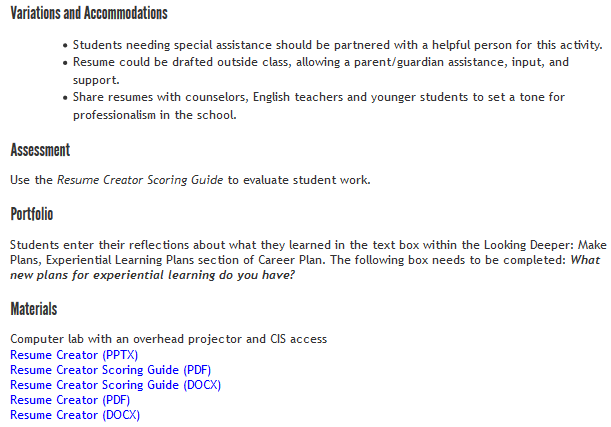 Variations and Accommodations
• Students needing special assistance should be partnered with a helpful person for this activity.
• Resume could be drafted outside class, allowing a parent/guardian assistance, input, and
support.
• Share resumes with counselors, English teachers and younger students to set a tone for
professionalism in the school.
Assessment
Use the Resume Creator Scoring Guide to evaluate student work.
Portfolio
Students enter their reflections about what they learned in the text box within the Looking Deeper: Make
Plans, Experiential Learning Plans section of Career Plan. The following box needs to be completed: What
new plans for experiential learning do you have?
Materials
Computer lab with an overhead projector and CIS access
Resume Creator (PPTX)
Resume Creator Scoring Guide (PDF)
Resume Creator Scoring Guide (DOCX)
Resume Creator (PDF)
Resume Creator (DOCX)